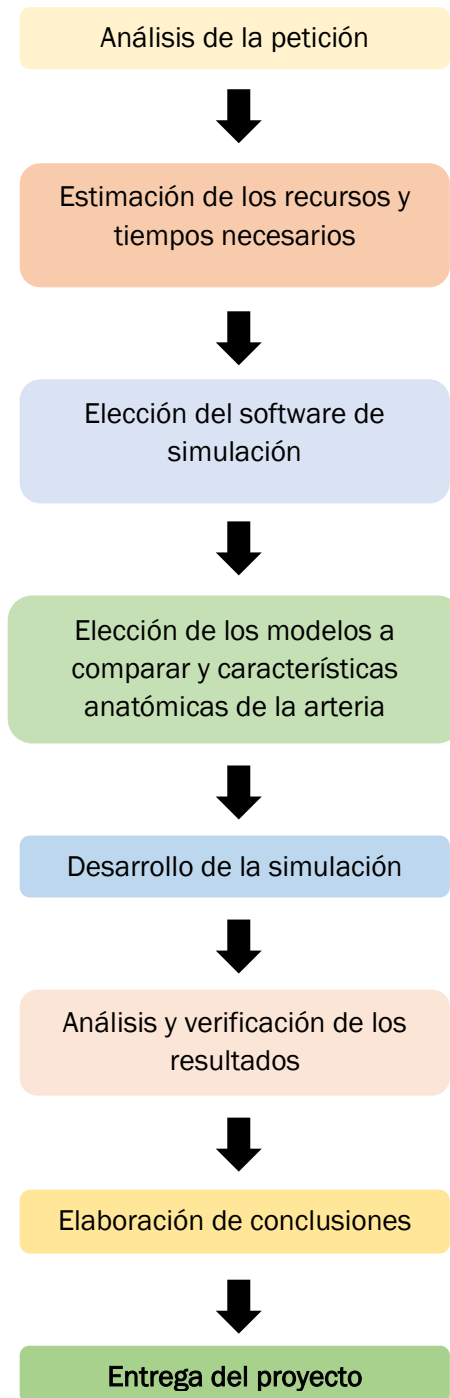 Análisis de la petición
Estimación de los recursos y
tiempos necesarios
Elección del software de
simulación
Elección de los modelos a
comparar y características
anatómicas de la arteria
Desarrollo de la simulación
Análisis y verificación de los
resultados
Elaboración de conclusiones
Entrega del proyecto